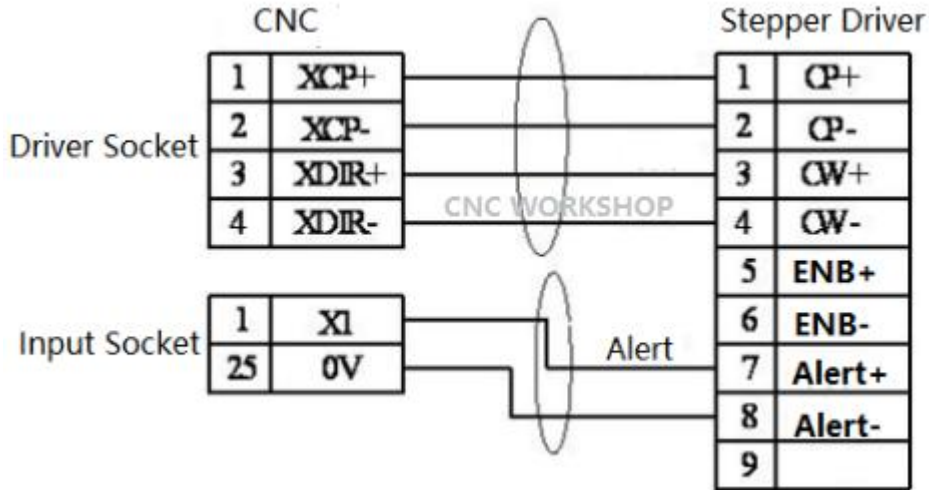 CNC
Stepper Driver
Driver Socket
1 XCP+
2 XCP-
3 XDIR+
4 XDIR-
1 CP+
2 CP-
3 CW+
4 CW-
5 ENB+
6 ENB-
7 Alert+
8 Alert-
9
CNC WORKSHOP
Input Socket
1 X1
25 0V
Alert